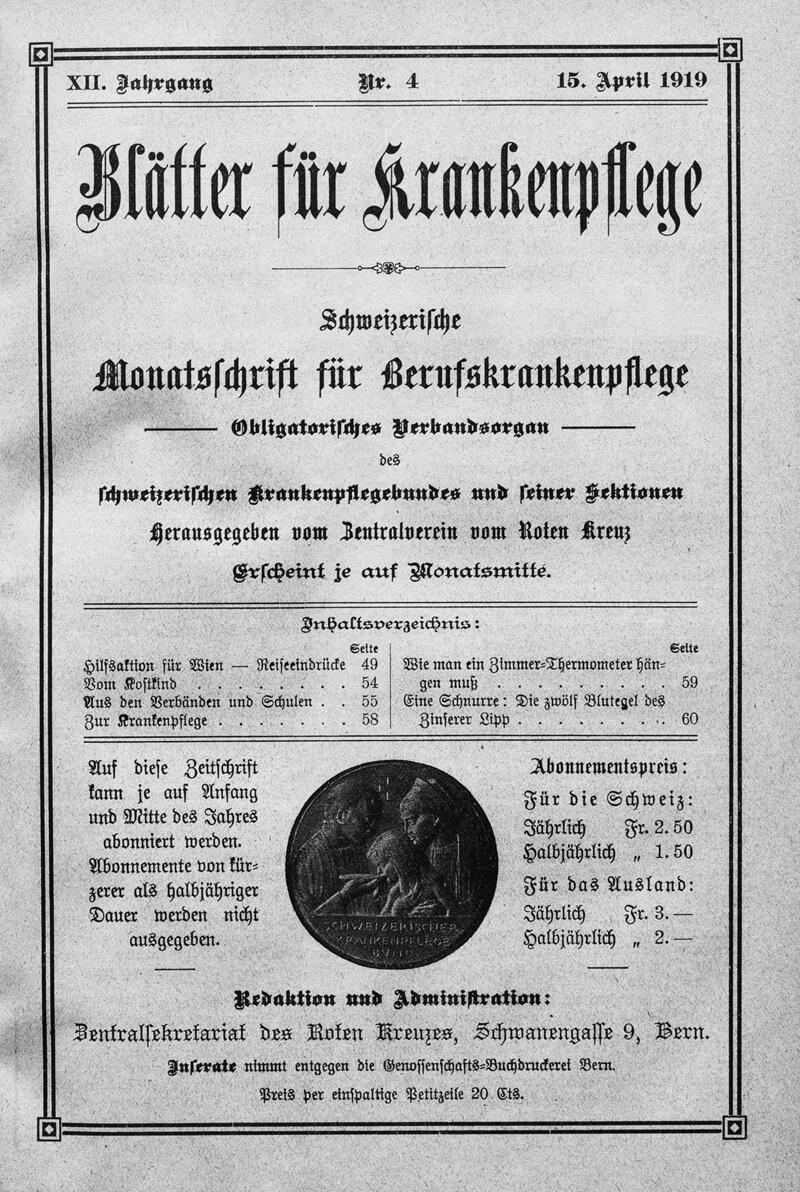 XII. Jahrgang Nr. 4 15. April 1919
Blätter für Krankenpflege
Schweizerische
Monatsschrift für Berufskrankenpflege
Obligatorisches Verbandsorgan
des
schweizerischen Krankenpflegebundes und seiner Sektionen
Herausgegeben vom Zentralverein vom Roten Kreuz
Erscheint je auf Monatsmitte.
Inhaltsverzeichnis:
Seite
Hilfsaktion für Wien — Reiseeindrücke 49
Vom Kostkind . . . . . . . . 54
Aus den Verbänden und Schulen . . 55
Zur Krankenpflege . . . . . . . 58
Seite
Wie man ein Zimmer-Thermometer hän-
gen muß . . . . . . . . . 59
Eine Schnurre: Die zwölf Blutegel des
Zinserer Lipp . . . . . . . . 60
Auf diese Zeitschrift
kann je auf Anfang
und Mitte des Jahres
abonniert werden.
Abonnemente von kür-
zerer als halbjähriger
Dauer werden nicht
ausgegeben.
SCHWEIZERISCHER
KRANKENPFLEGE
BVND
Abonnementspreis:
Für die Schweiz:
Jährlich Fr. 2.50
Halbjährlich „ 1.50
Für das Ausland:
Jährlich Fr. 3.—
Halbjährlich „ 2.—
Redaktion und Administration:
Zentralsekretariat des Roten Kreuzes, Schwanengasse 9, Bern.
Inserate nimmt entgegen die Genossenschafts-Buchdruckerei Bern.
Preis per einspaltige Petitzeile 20 Cts.